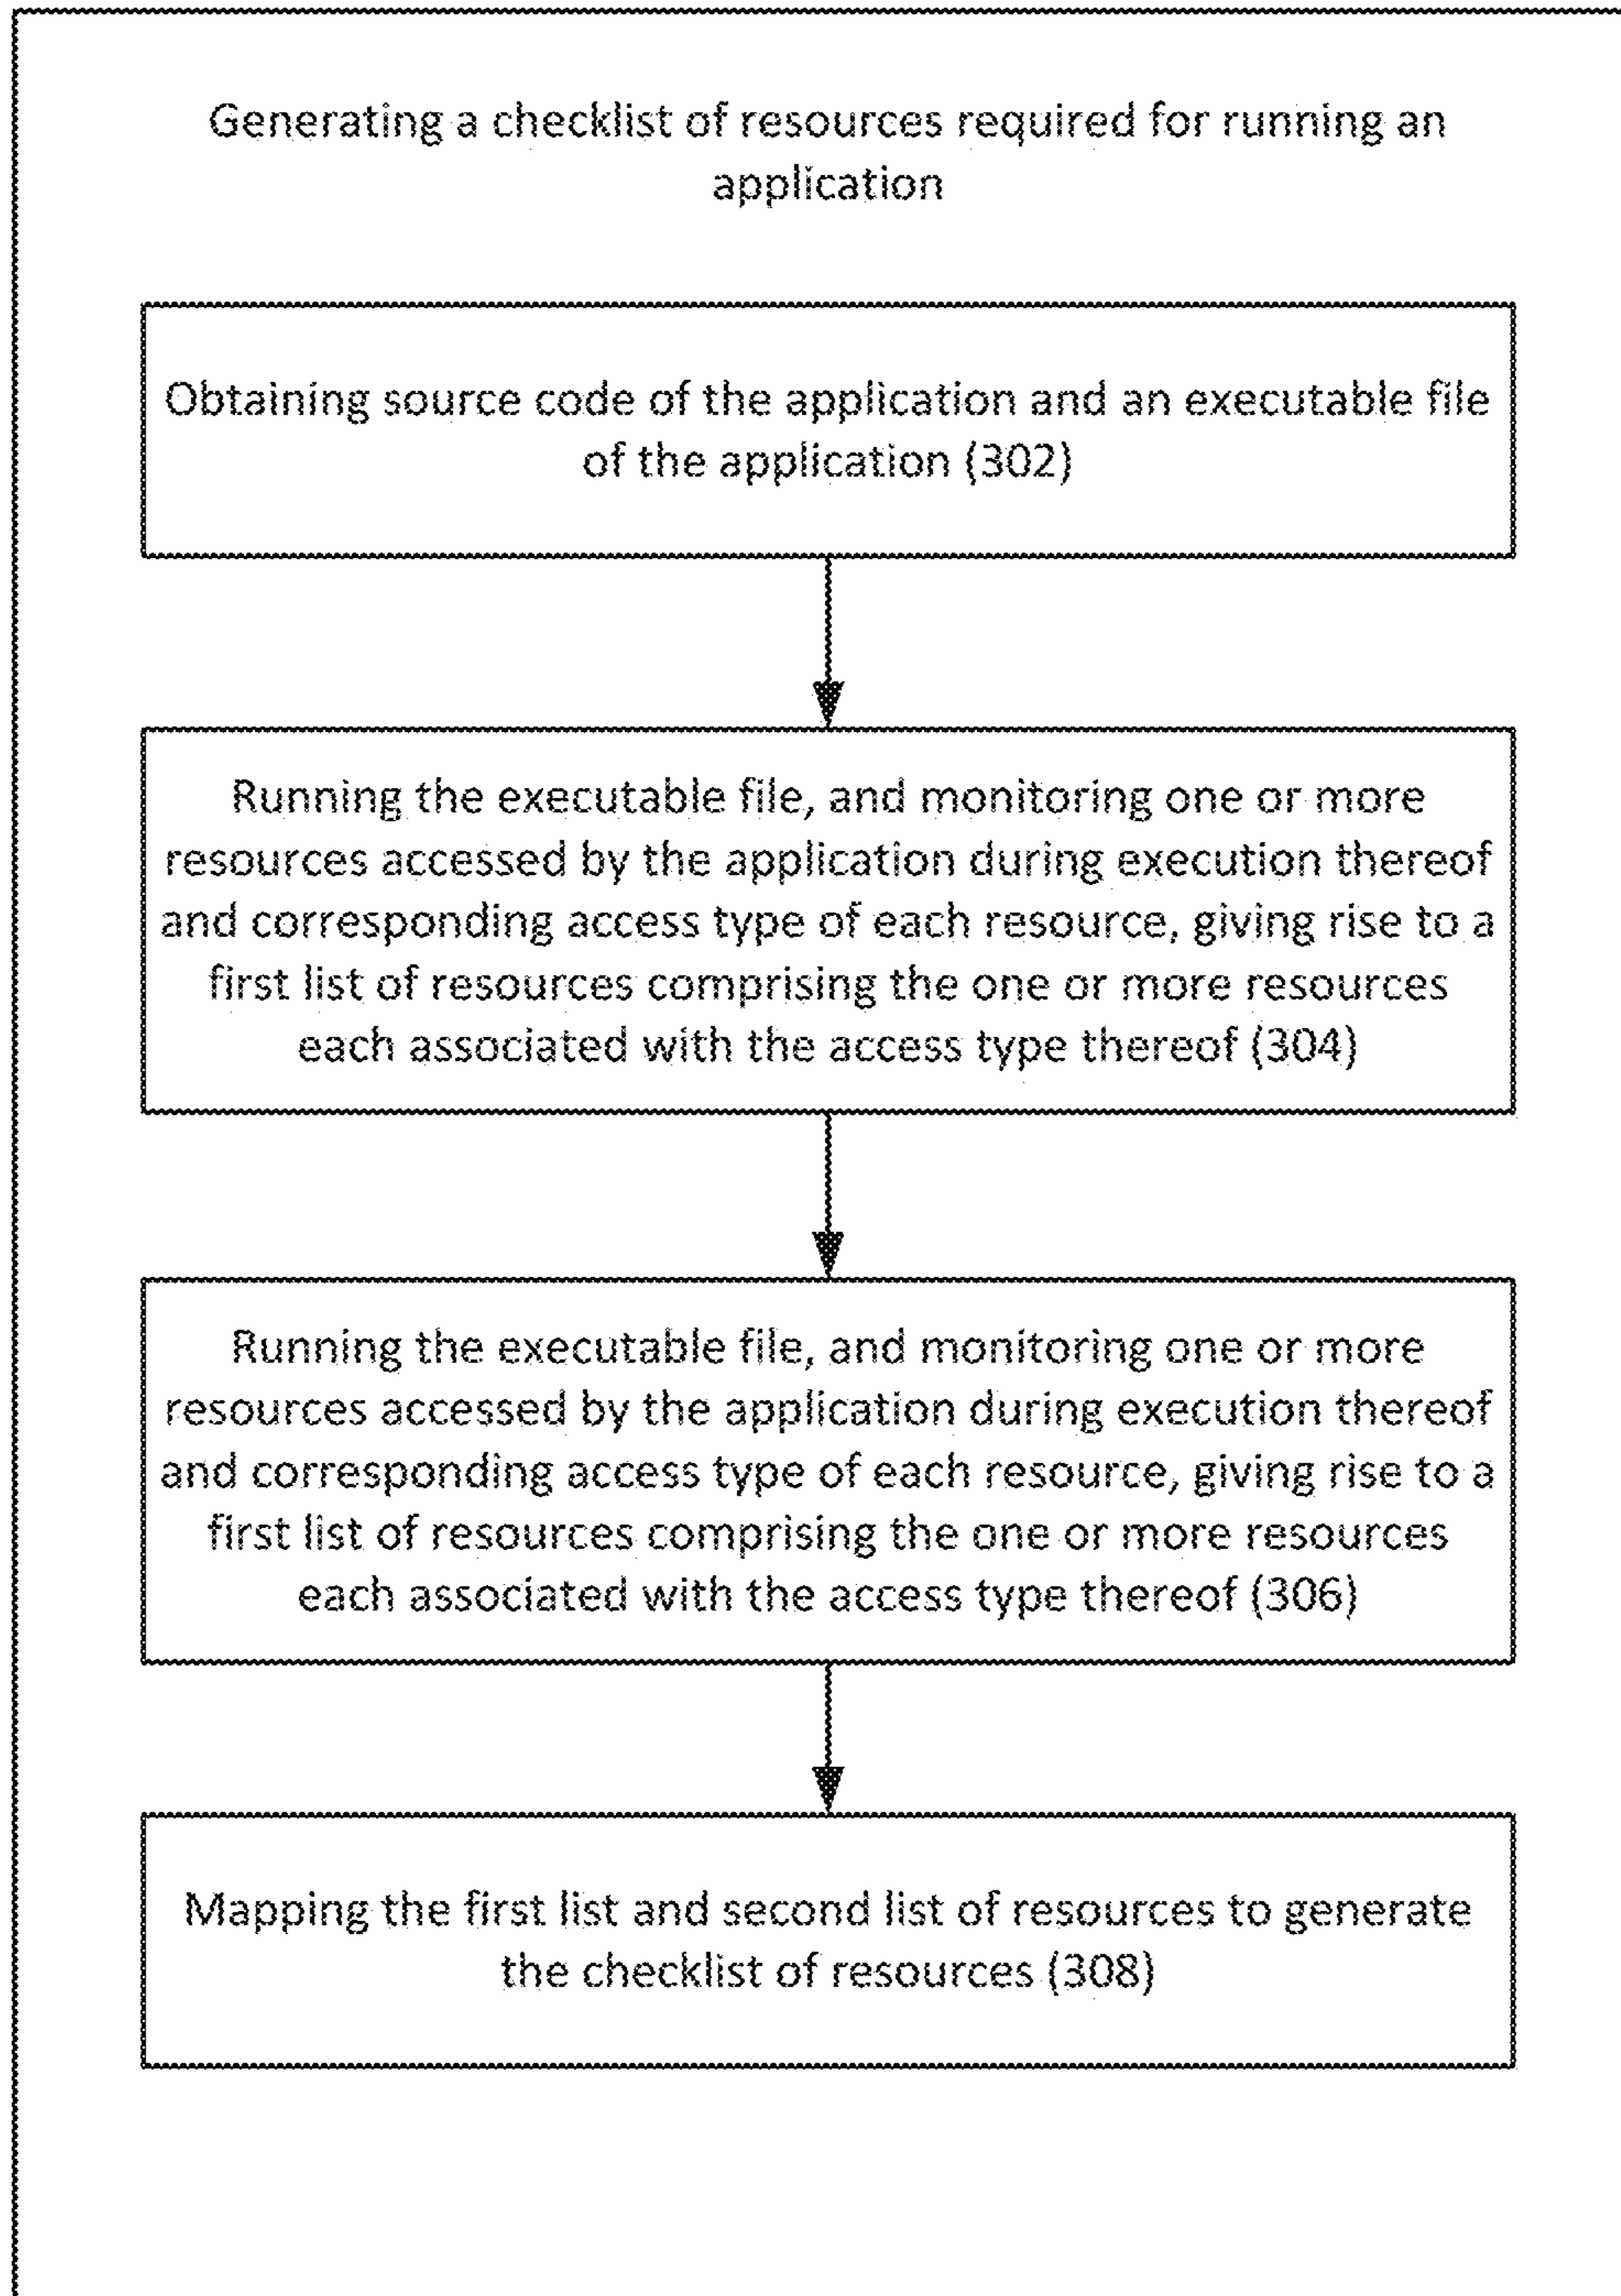 Generating a checklist of resources required for running an
application
Obtaining source code of the application and an executable file
of the application (302)
Running the executable file, and monitoring one or more
resources accessed by the application during execution thereof
and corresponding access type of each resource, giving rise to a
first list of resources comprising the one or more resources
each associated with the access type thereof (304)
Running the executable file, and monitoring one or more
resources accessed by the application during execution thereof
and corresponding access type of each resource, giving rise to a
first list of resources comprising the one or more resources
each associated with the access type thereof (306)
Mapping the first list and second list of resources to generate
the checklist of resources (308)